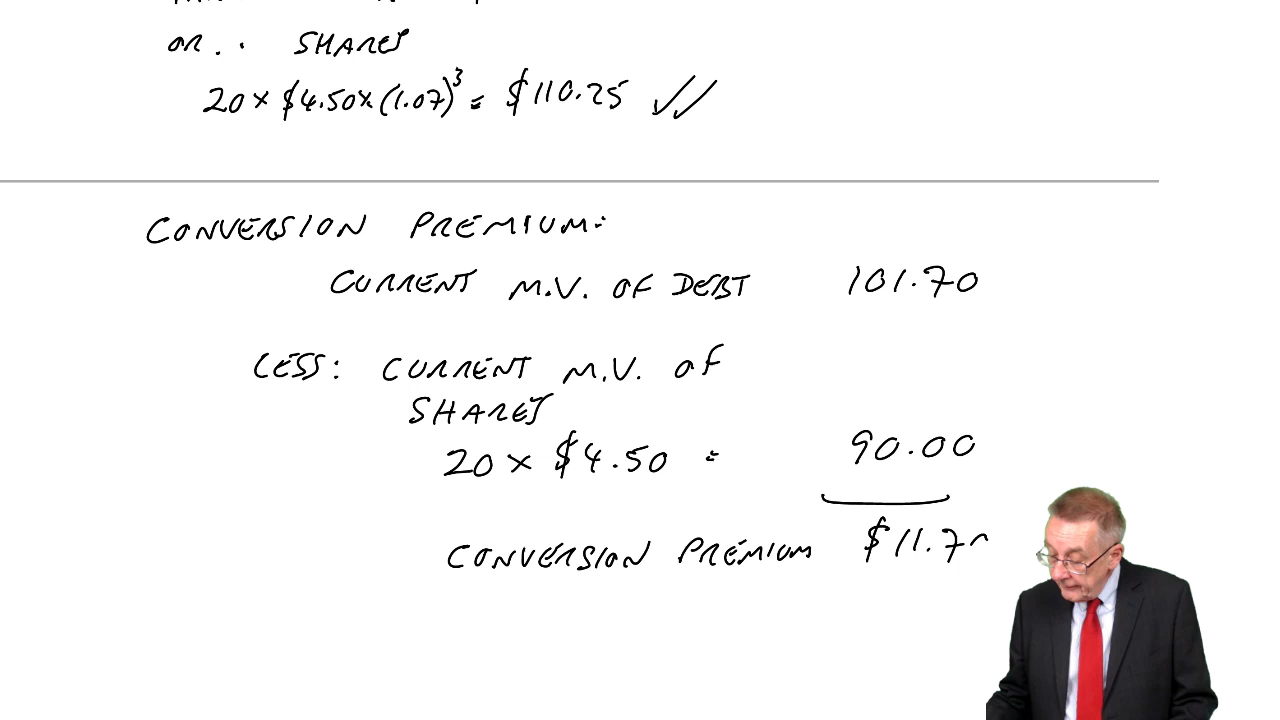 OR.. SHARES
20 × $4.50×(1.07)³ = $110.25 ✓✓
CONVERSION PREMIUM:
CURRENT M.V. OF DEBT 101.70
LESS: CURRENT M.V. OF
SHARES
20 × $4.50 = 90.00
CONVERSION PREMIUM $11.70